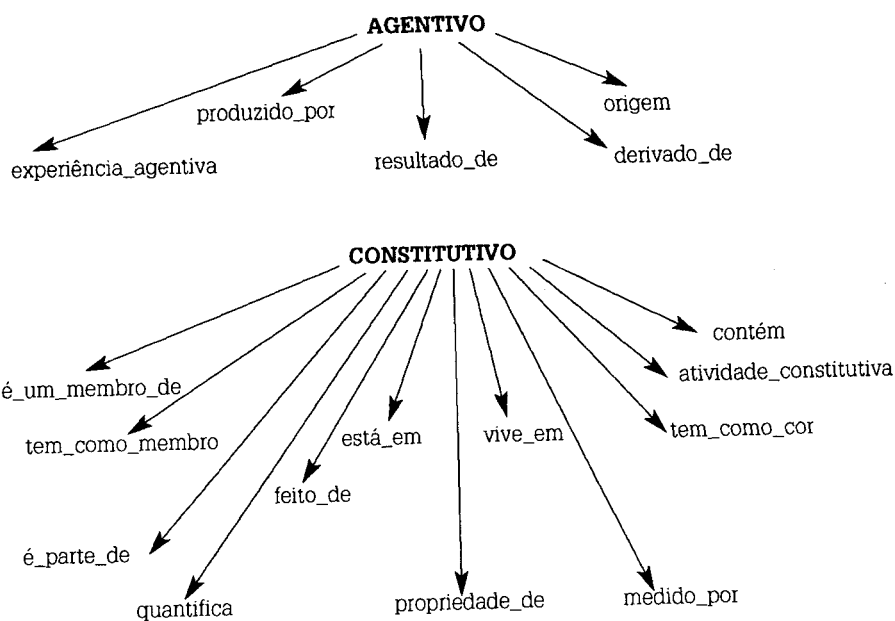 AGENTIVO
produzido_por
origem
experiência_agentiva
resultado_de
derivado_de
CONSTITUTIVO
contém
é_um_membro_de
atividade_constitutiva
tem_como_membro
está_em
vive_em
tem_como_cor
feito_de
é_parte_de
quantifica
propriedade_de
medido_por